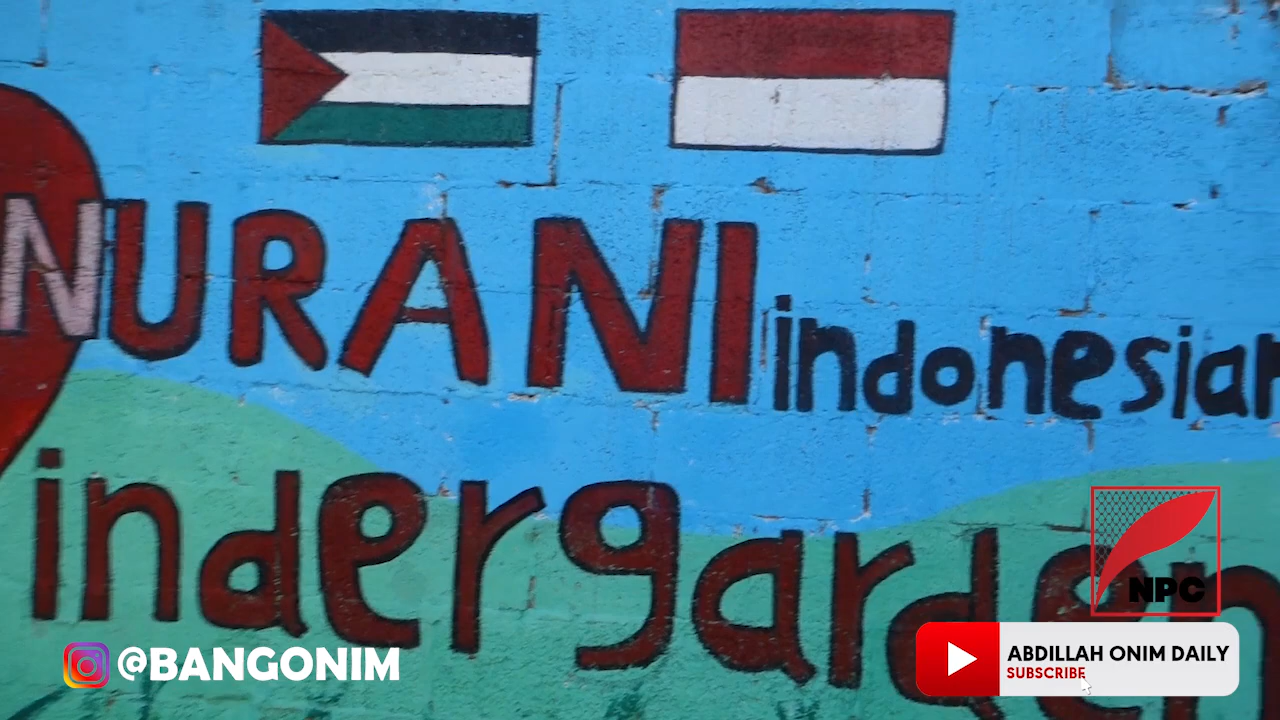 NURANI indonesian
indergarden
NPC
@BANGONIM
ABDILLAH ONIM DAILY
SUBSCRIBE